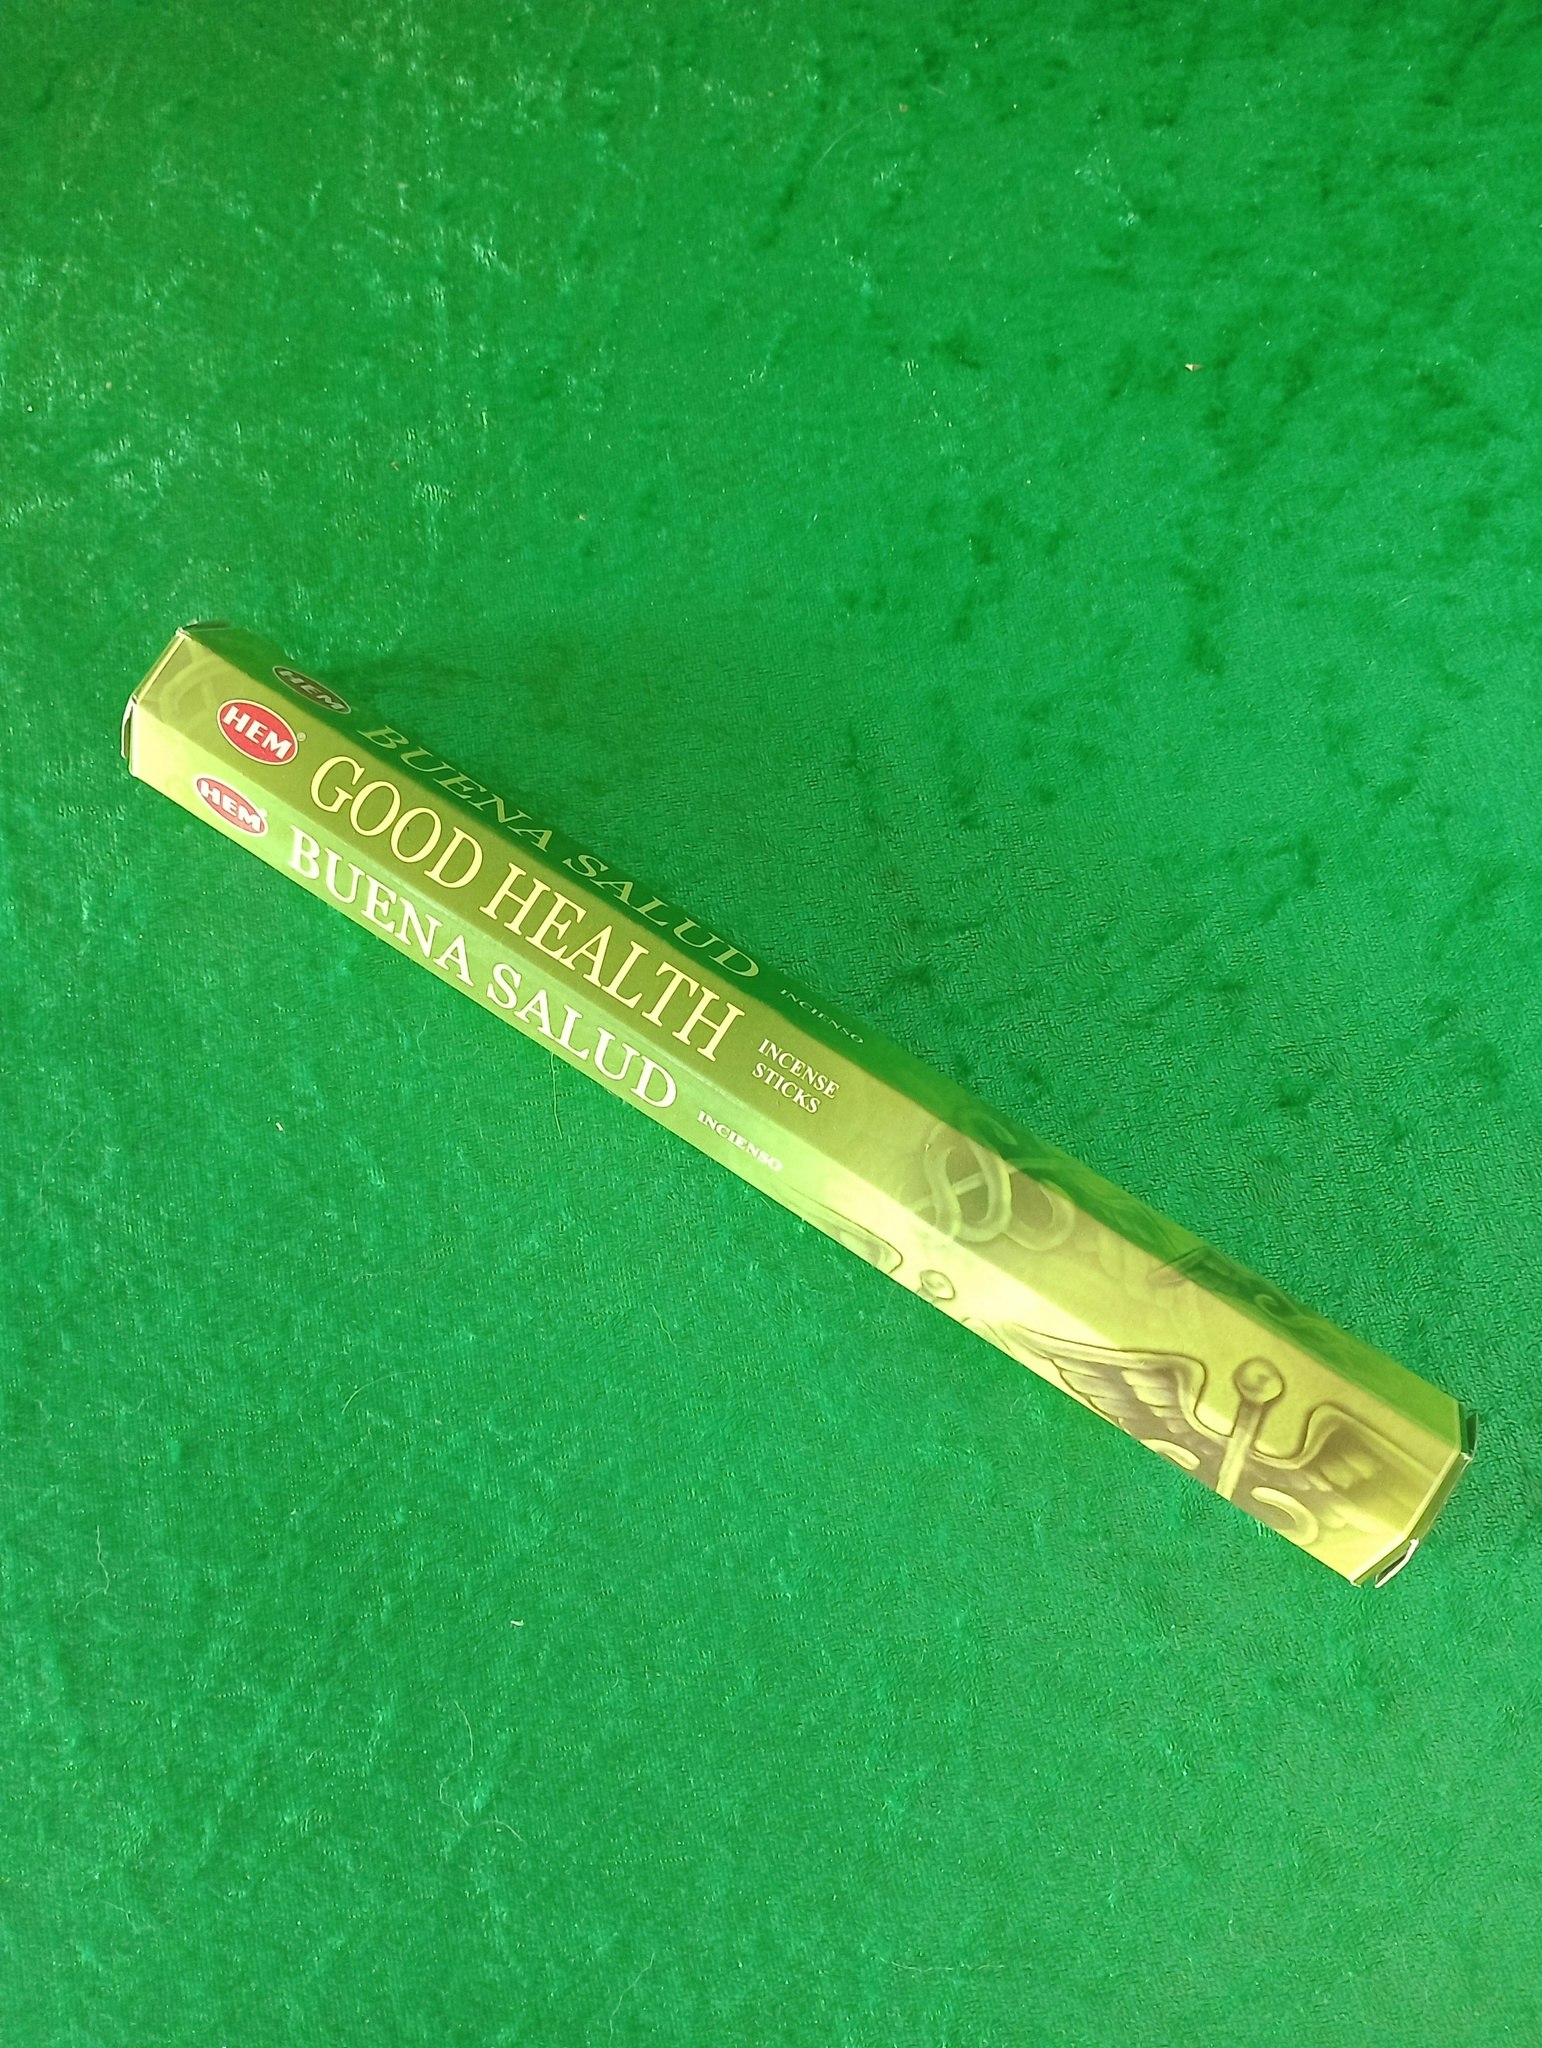 HEM
BUENA SALUD
INCIENSO
HEM®
GOOD HEALTH
INCENSE
STICKS
HEM
BUENA SALUD
INCIENSO